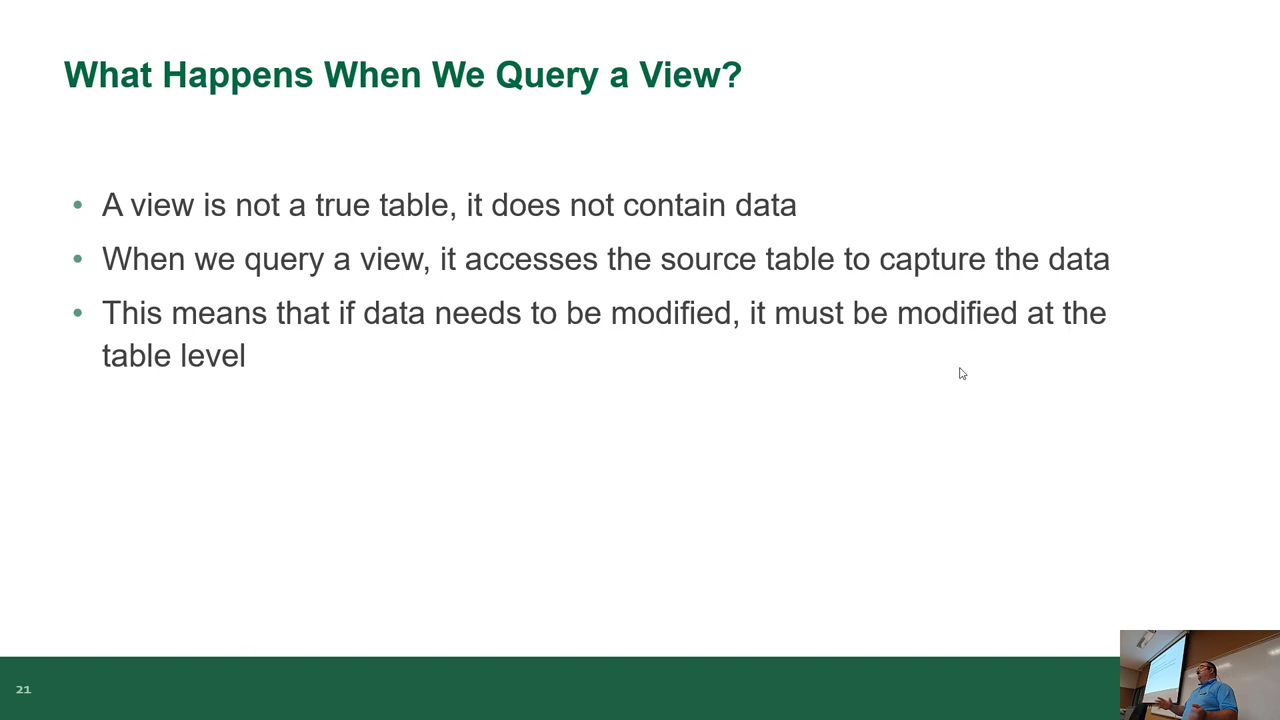 What Happens When We Query a View?
• A view is not a true table, it does not contain data
• When we query a view, it accesses the source table to capture the data
• This means that if data needs to be modified, it must be modified at the
table level
21